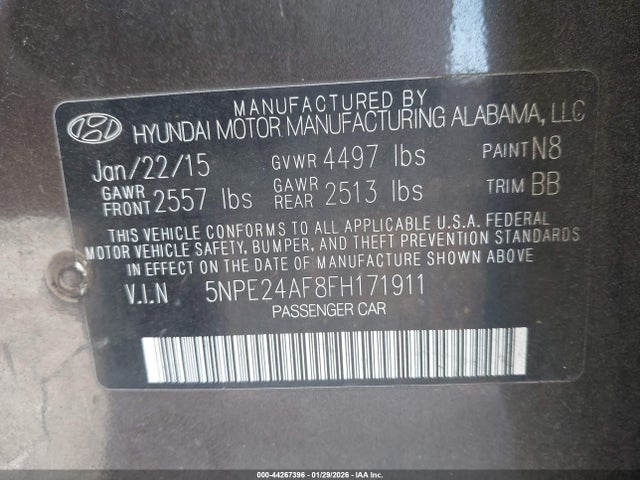 MANUFACTURED BY
HYUNDAI MOTOR MANUFACTURING ALABAMA, LLC
Jan/22/15 GVWR 4497 lbs PAINT N8
GAWR FRONT 2557 lbs GAWR REAR 2513 lbs TRIM BB
THIS VEHICLE CONFORMS TO ALL APPLICABLE U.S.A. FEDERAL
MOTOR VEHICLE SAFETY, BUMPER, AND THEFT PREVENTION STANDARDS
IN EFFECT ON THE DATE OF MANUFACTURE SHOWN ABOVE.
V.I.N 5NPE24AF8FH171911
PASSENGER CAR
000-44267396 | 01/29/2026 | IAA Inc.